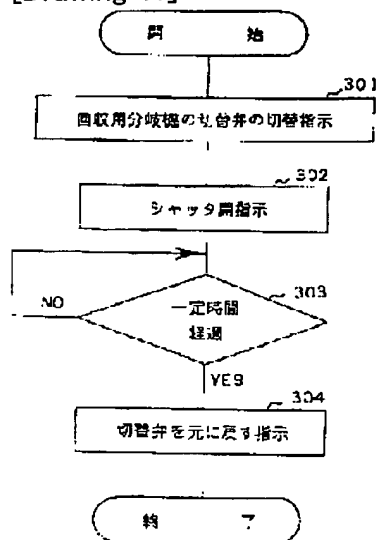 開 始
301
回収用分岐機の切替弁の切替指示
302
シャッタ開指示
303
一定時間
経過
NO
YES
304
切替弁を元に戻す指示
終 了